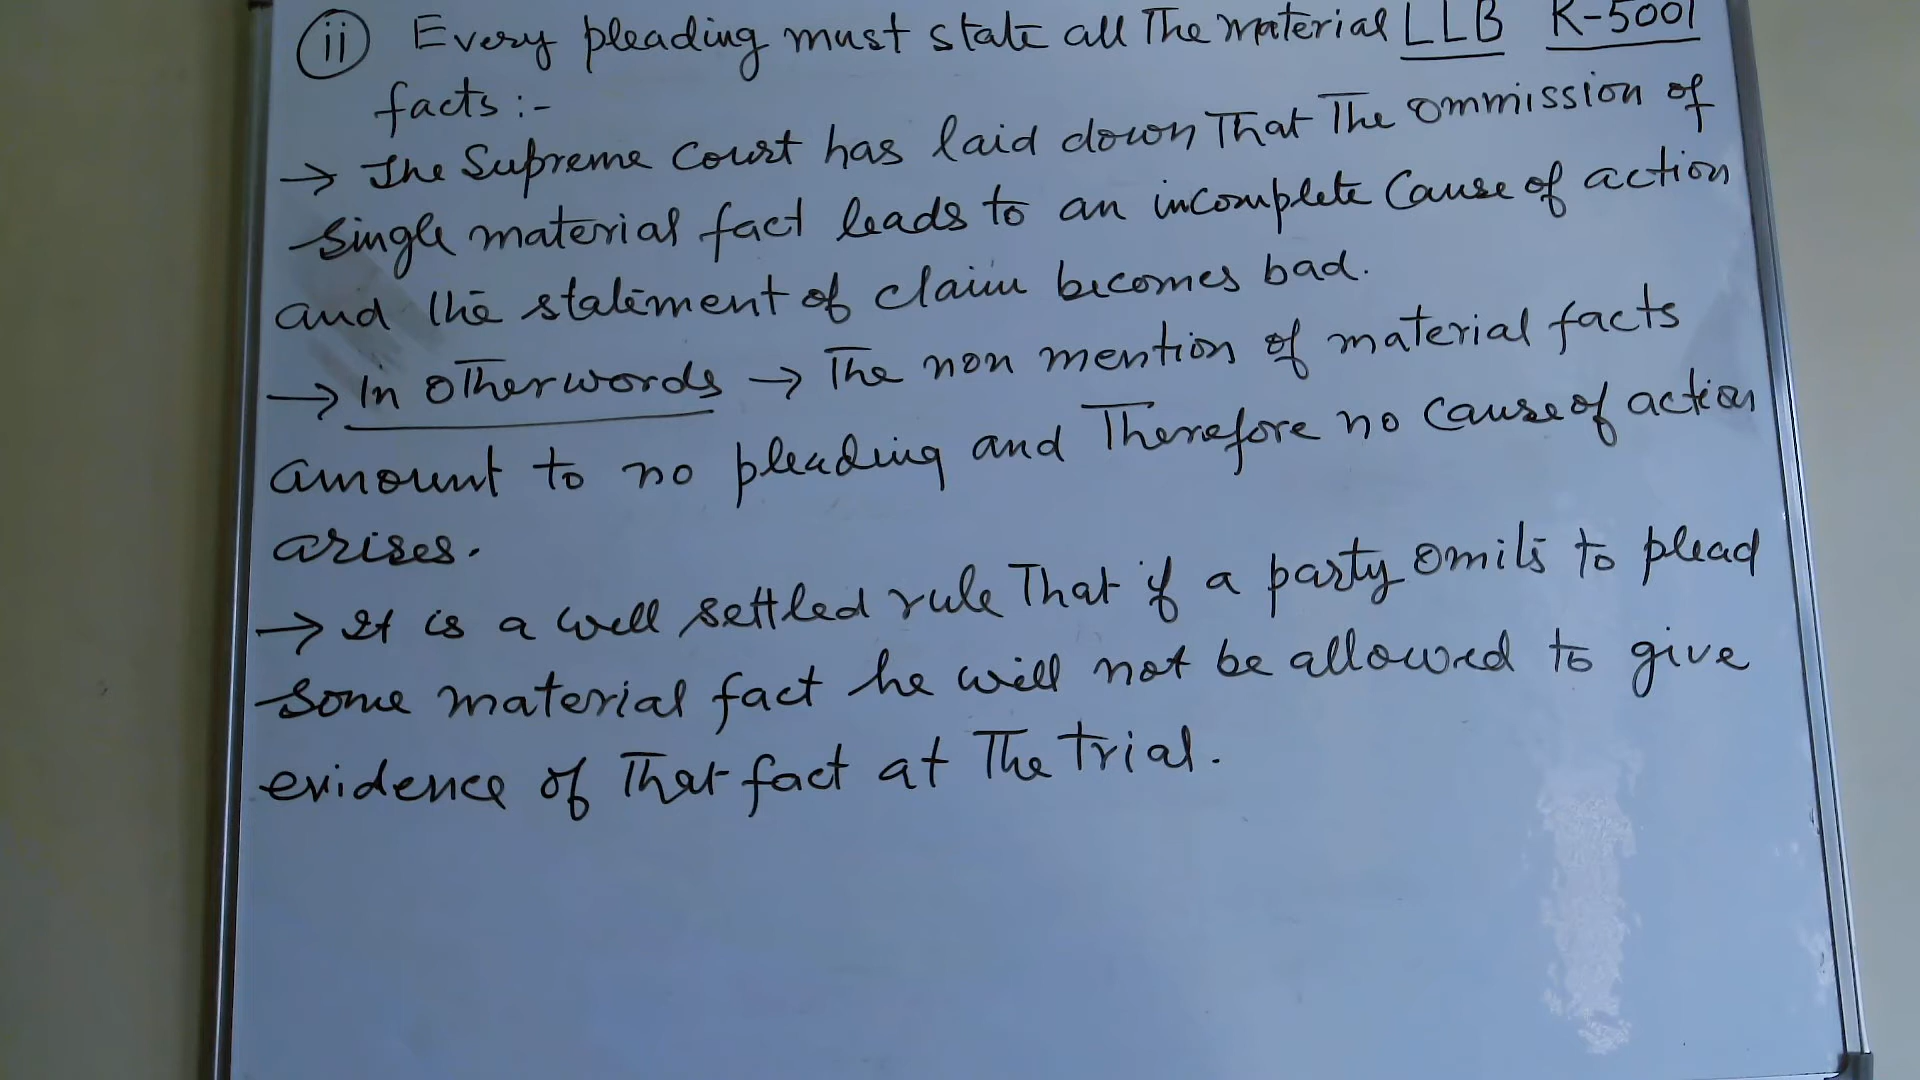 ii Every pleading must state all The material LLB K-5001
facts :-
→ The Supreme Court has laid down That The ommission of
single material fact leads to an incomplete Cause of action
and the statement of claim becomes bad.
→ In other words → The non mention of material facts
amount to no pleading and Therefore no cause of action
arises.
→ It is a well settled rule That if a party omits to plead
some material fact he will not be allowed to give
evidence of That fact at The trial.